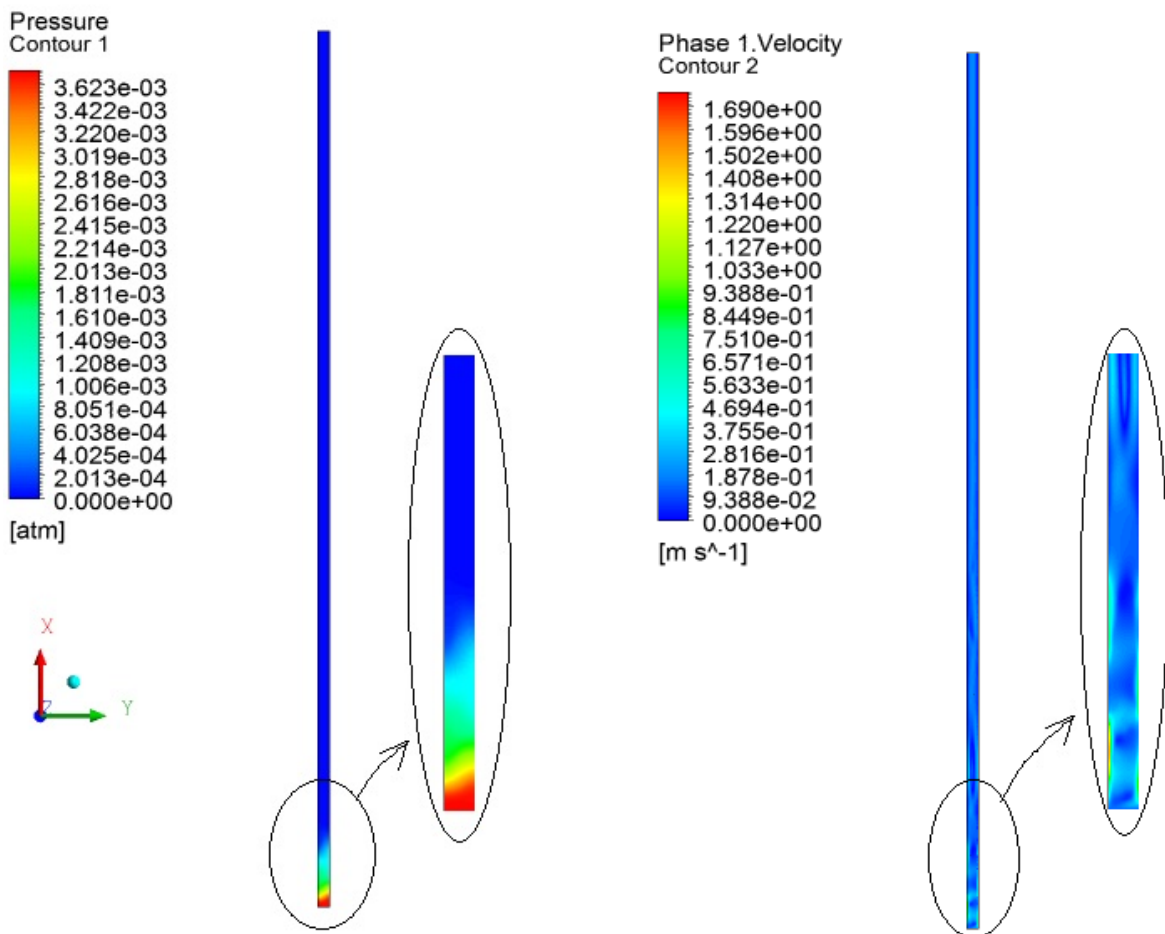 Pressure
Contour 1
3.623e-03
3.422e-03
3.220e-03
3.019e-03
2.818e-03
2.616e-03
2.415e-03
2.214e-03
2.013e-03
1.811e-03
1.610e-03
1.409e-03
1.208e-03
1.006e-03
8.051e-04
6.038e-04
4.025e-04
2.013e-04
0.000e+00
[atm]
X
Z
Y
Phase 1.Velocity
Contour 2
1.690e+00
1.596e+00
1.502e+00
1.408e+00
1.314e+00
1.220e+00
1.127e+00
1.033e+00
9.388e-01
8.449e-01
7.510e-01
6.571e-01
5.633e-01
4.694e-01
3.755e-01
2.816e-01
1.878e-01
9.388e-02
0.000e+00
[m s^-1]